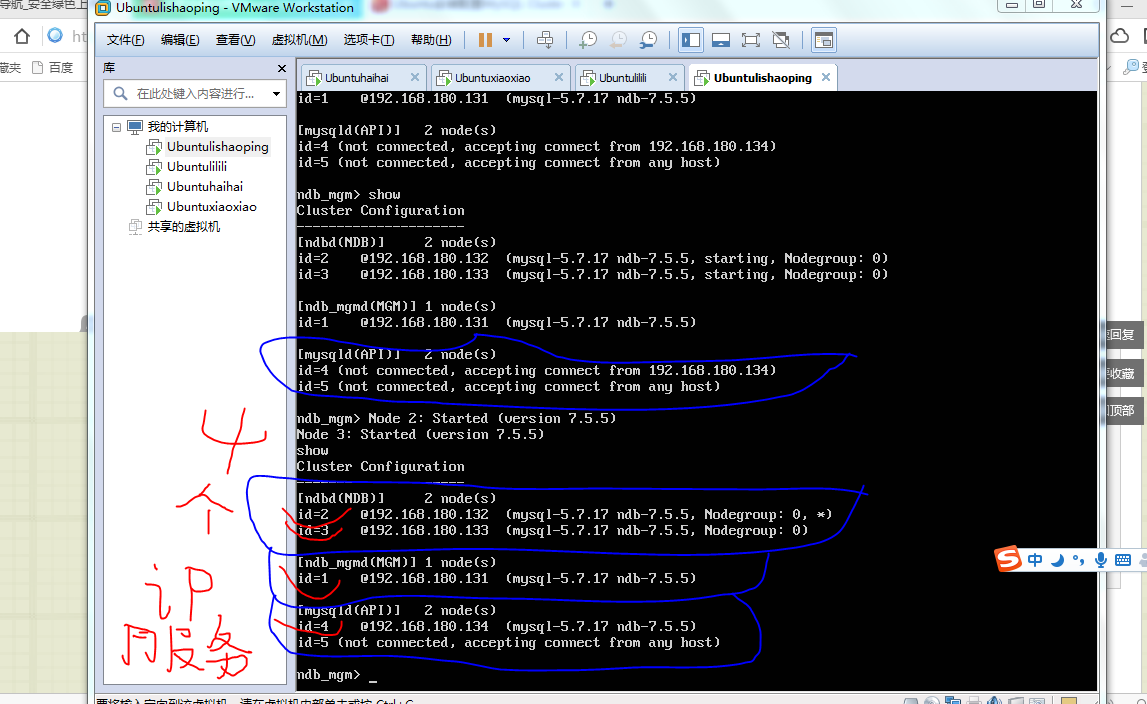 导航_安全绿色上
Ubuntulishaoping - VMware Workstation
文件(F) 编辑(E) 查看(V) 虚拟机(M) 选项卡(T) 帮助(H)
ht
藏夹 百度
库
在此处键入内容进行...
我的计算机
Ubuntulishaoping
Ubuntulilili
Ubuntuhaihai
Ubuntuxiaoxiao
共享的虚拟机
Ubuntuhaihai Ubuntuxiaoxiao Ubuntulilili Ubuntulishaoping
id=1 @192.168.180.131 (mysql-5.7.17 ndb-7.5.5)
[mysqld(API)] 2 node(s)
id=4 (not connected, accepting connect from 192.168.180.134)
id=5 (not connected, accepting connect from any host)
ndb_mgm> show
Cluster Configuration
---------------------
[ndbd(NDB)] 2 node(s)
id=2 @192.168.180.132 (mysql-5.7.17 ndb-7.5.5, starting, Nodegroup: 0)
id=3 @192.168.180.133 (mysql-5.7.17 ndb-7.5.5, starting, Nodegroup: 0)
[ndb_mgmd(MGM)] 1 node(s)
id=1 @192.168.180.131 (mysql-5.7.17 ndb-7.5.5)
[mysqld(API)] 2 node(s)
id=4 (not connected, accepting connect from 192.168.180.134)
id=5 (not connected, accepting connect from any host)
ndb_mgm> Node 2: Started (version 7.5.5)
Node 3: Started (version 7.5.5)
show
Cluster Configuration
---------------------
[ndbd(NDB)] 2 node(s)
id=2 @192.168.180.132 (mysql-5.7.17 ndb-7.5.5, Nodegroup: 0, *)
id=3 @192.168.180.133 (mysql-5.7.17 ndb-7.5.5, Nodegroup: 0)
[ndb_mgmd(MGM)] 1 node(s)
id=1 @192.168.180.131 (mysql-5.7.17 ndb-7.5.5)
[mysqld(API)] 2 node(s)
id=4 @192.168.180.134 (mysql-5.7.17 ndb-7.5.5)
id=5 (not connected, accepting connect from any host)
ndb_mgm> _
4
个
iP
服务
回复
收藏
顶部
中
要将输入定向到该虚拟机，请在虚拟机内部单击或按 Ctrl+G